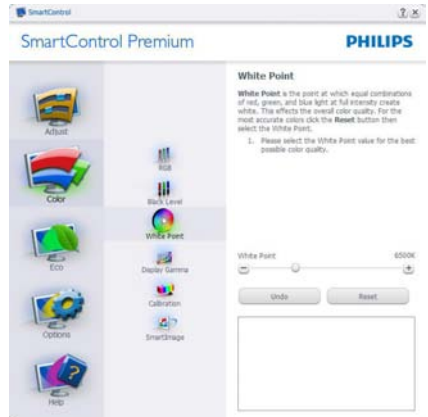 SmartControl
SmartControl Premium
PHILIPS
Adjust
Color
Eco
Options
Help
RGB
Black Level
White Point
Display Gamma
Calibration
SmartImage
White Point
White Point is the point at which equal combinations
of red, green, and blue light at full intensity create
white. This effects the overall color quality. For the
most accurate colors click the Reset button then
select the White Point.
1. Please select the White Point value for the best
possible color quality.
White Point 6500K
Undo Reset